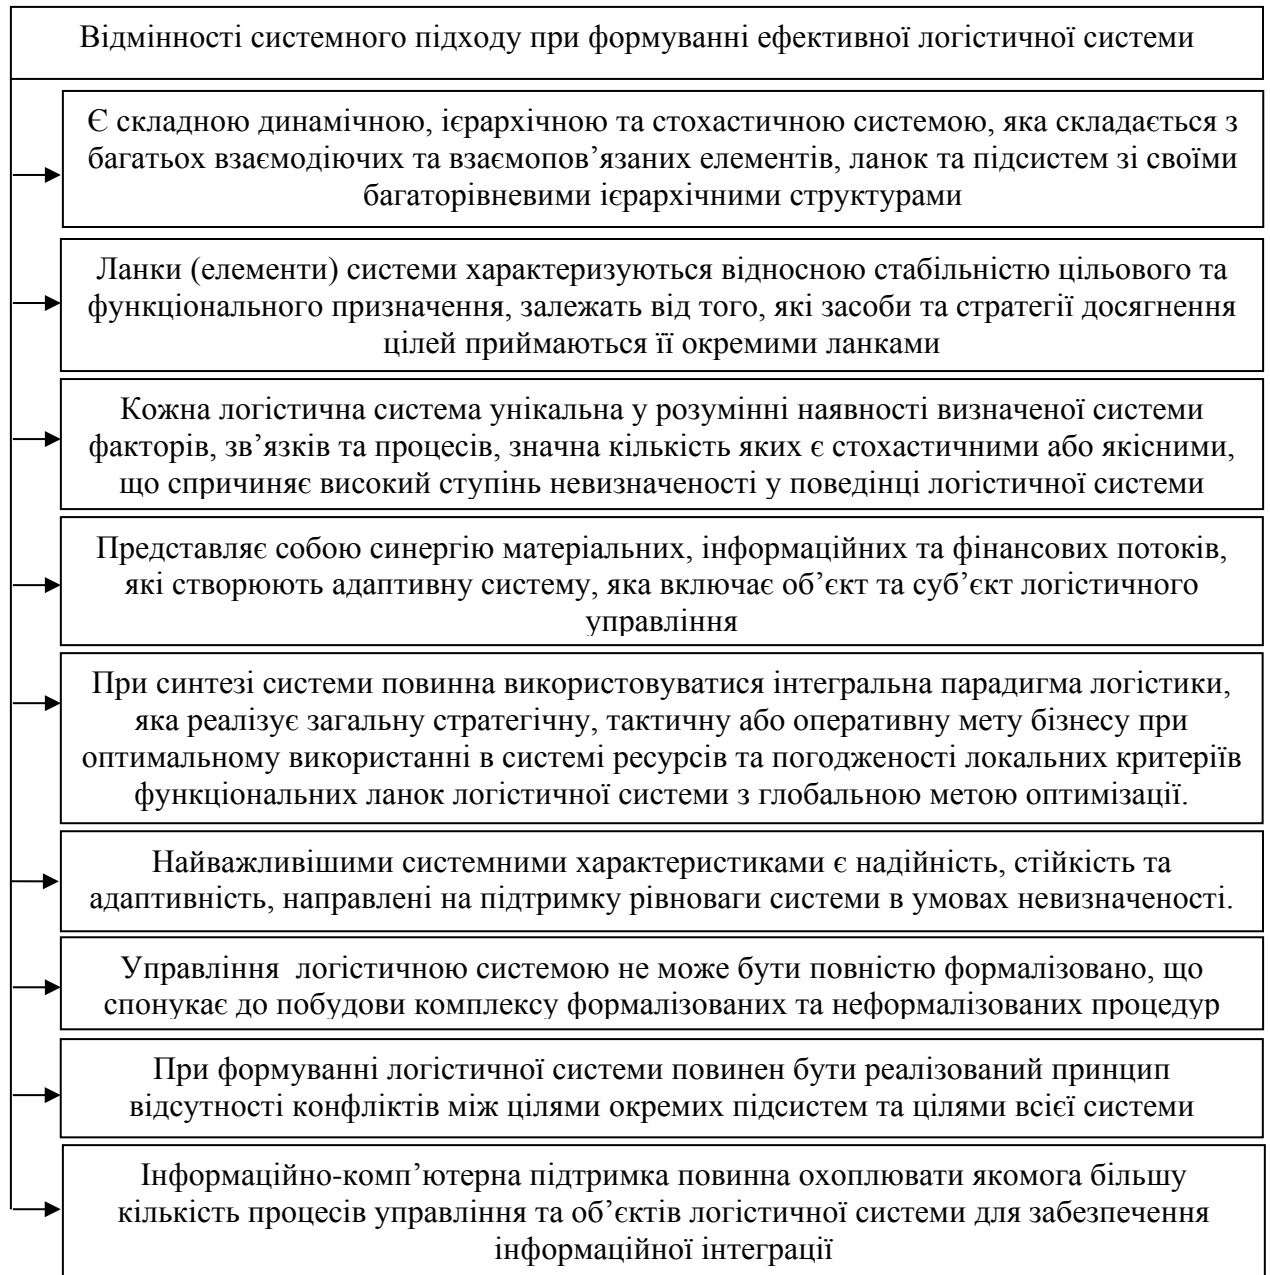 Відмінності системного підходу при формуванні ефективної логістичної системи
Є складною динамічною, ієрархічною та стохастичною системою, яка складається з
багатьох взаємодіючих та взаємопов’язаних елементів, ланок та підсистем зі своїми
багаторівневими ієрархічними структурами
Ланки (елементи) системи характеризуються відносною стабільністю цільового та
функціонального призначення, залежать від того, які засоби та стратегії досягнення
цілей приймаються її окремими ланками
Кожна логістична система унікальна у розумінні наявності визначеної системи
факторів, зв’язків та процесів, значна кількість яких є стохастичними або якісними,
що спричиняє високий ступінь невизначеності у поведінці логістичної системи
Представляє собою синергію матеріальних, інформаційних та фінансових потоків,
які створюють адаптивну систему, яка включає об’єкт та суб’єкт логістичного
управління
При синтезі системи повинна використовуватися інтегральна парадигма логістики,
яка реалізує загальну стратегічну, тактичну або оперативну мету бізнесу при
оптимальному використанні в системі ресурсів та погодженості локальних критеріїв
функціональних ланок логістичної системи з глобальною метою оптимізації.
Найважливішими системними характеристиками є надійність, стійкість та
адаптивність, направлені на підтримку рівноваги системи в умовах невизначеності.
Управління логістичною системою не може бути повністю формалізовано, що
спонукає до побудови комплексу формалізованих та неформалізованих процедур
При формуванні логістичної системи повинен бути реалізований принцип
відсутності конфліктів між цілями окремих підсистем та цілями всієї системи
Інформаційно-комп’ютерна підтримка повинна охоплювати якомога більшу
кількість процесів управління та об’єктів логістичної системи для забезпечення
інформаційної інтеграції